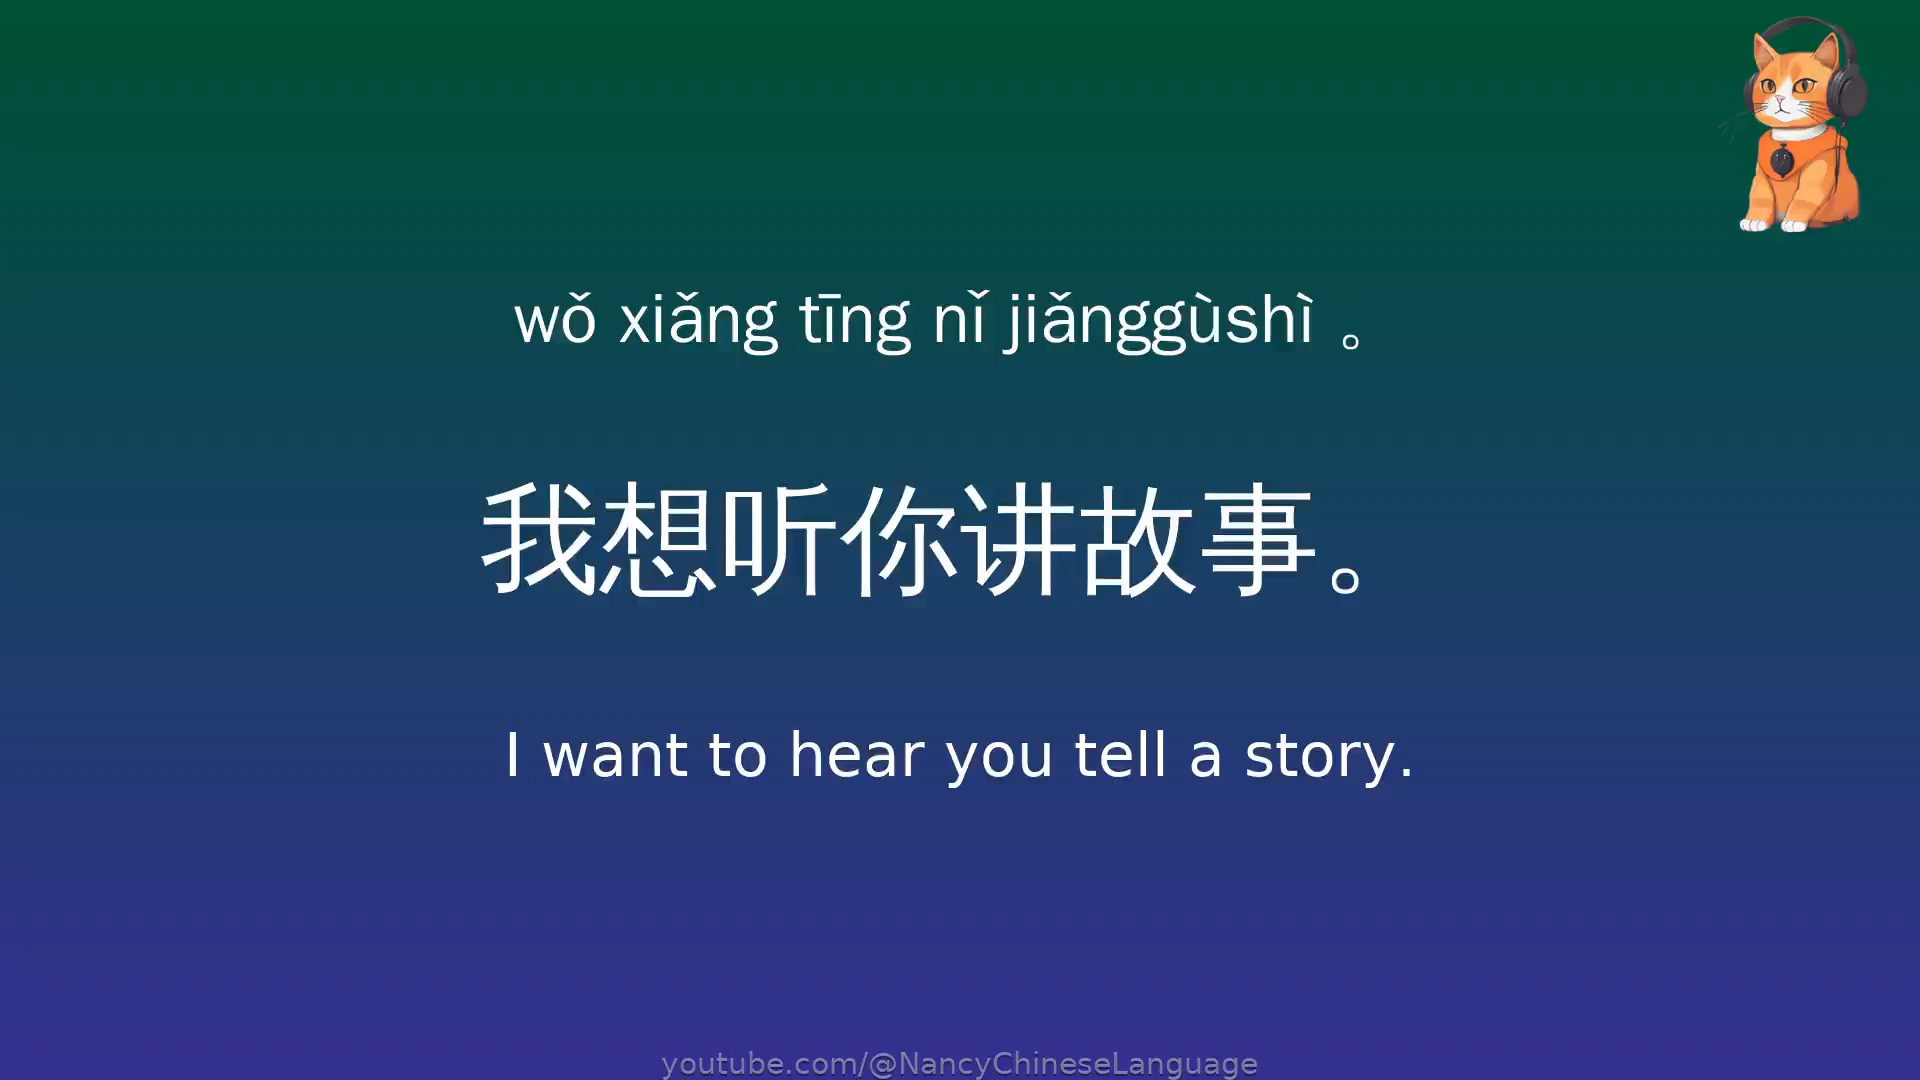 wǒ xiǎng tīng nǐ jiǎnggùshì 。
我想听你讲故事。
I want to hear you tell a story.
youtube.com/@NancyChineseLanguage